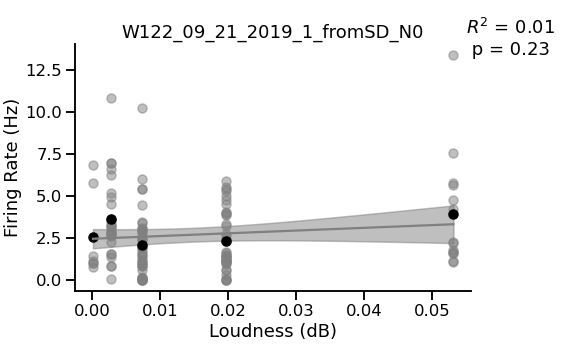 W122_09_21_2019_1_fromSD_N0
R² = 0.01
p = 0.23
Firing Rate (Hz)
12.5
10.0
7.5
5.0
2.5
0.0
0.00 0.01 0.02 0.03 0.04 0.05
Loudness (dB)